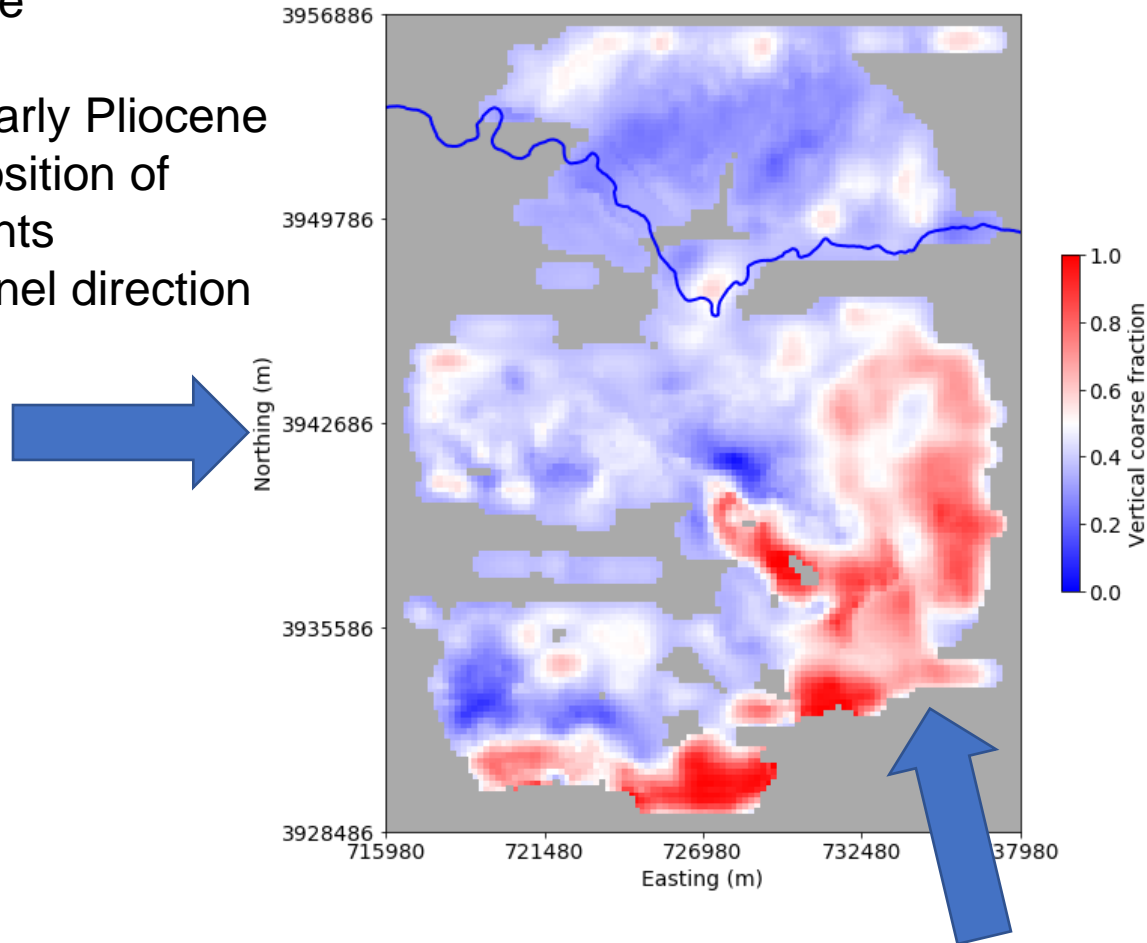 arly Pliocene
osition of
nts
nel direction
3956886
3949786
3942686
3935586
3928486
Northing (m)
715980 721480 726980 732480 37980
Easting (m)
1.0
0.8
0.6
0.4
0.2
0.0
Vertical coarse fraction